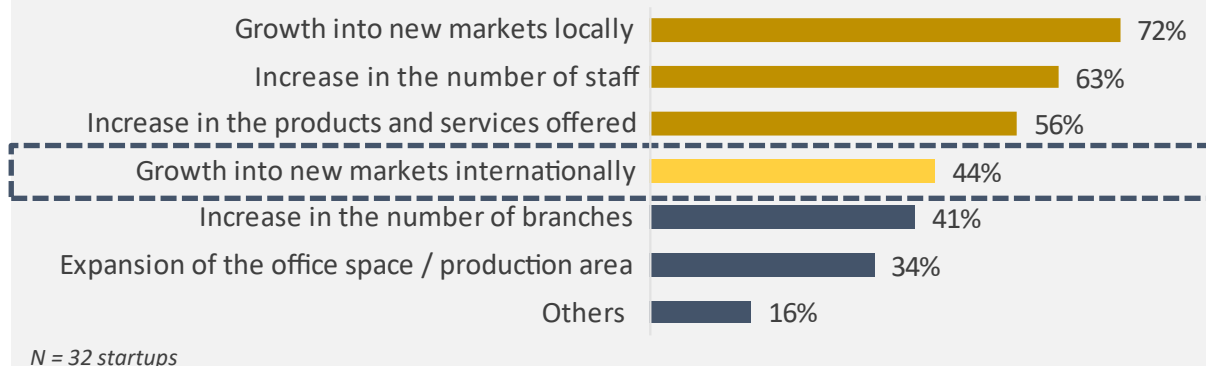 Growth into new markets locally 72%
Increase in the number of staff 63%
Increase in the products and services offered 56%
Growth into new markets internationally 44%
Increase in the number of branches 41%
Expansion of the office space / production area 34%
Others 16%
N = 32 startups